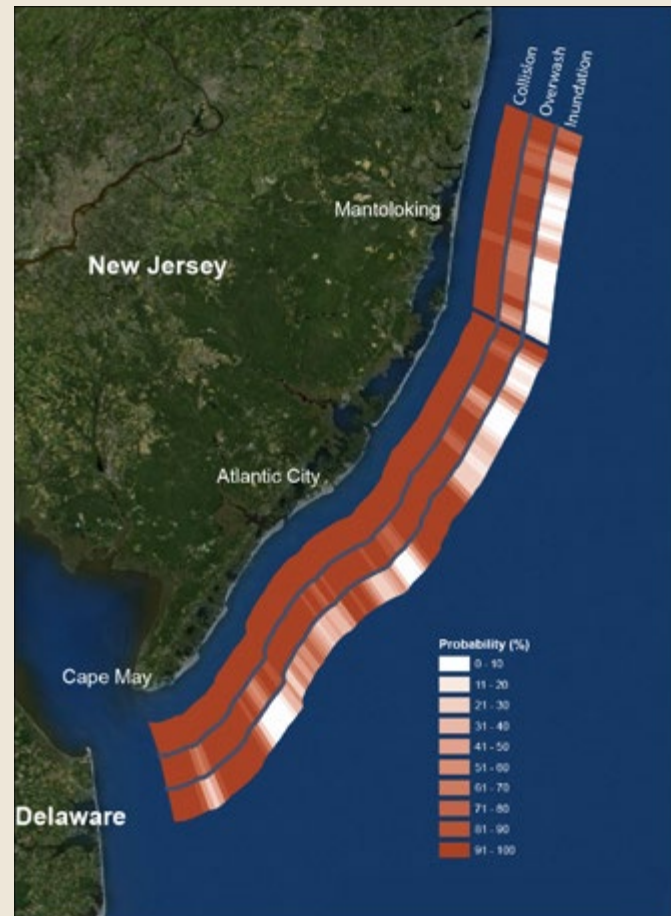 Collision
Overwash
Inundation
Mantoloking
New Jersey
Atlantic City
Cape May
Delaware
Probability (%)
0 - 10
11 - 20
21 - 30
31 - 40
41 - 50
51 - 60
61 - 70
71 - 80
81 - 90
91 - 100